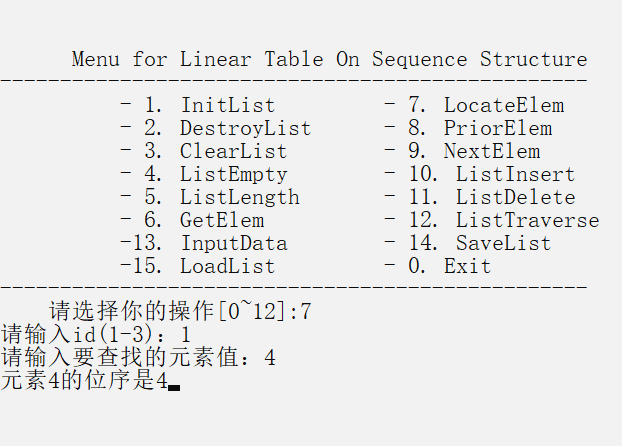 Menu for Linear Table On Sequence Structure
-------------------------------------------------
- 1. InitList - 7. LocateElem
- 2. DestroyList - 8. PriorElem
- 3. ClearList - 9. NextElem
- 4. ListEmpty - 10. ListInsert
- 5. ListLength - 11. ListDelete
- 6. GetElem - 12. ListTraverse
-13. InputData - 14. SaveList
-15. LoadList - 0. Exit
-------------------------------------------------
请选择你的操作[0~12]:7
请输入id(1-3): 1
请输入要查找的元素值: 4
元素4的位序是4